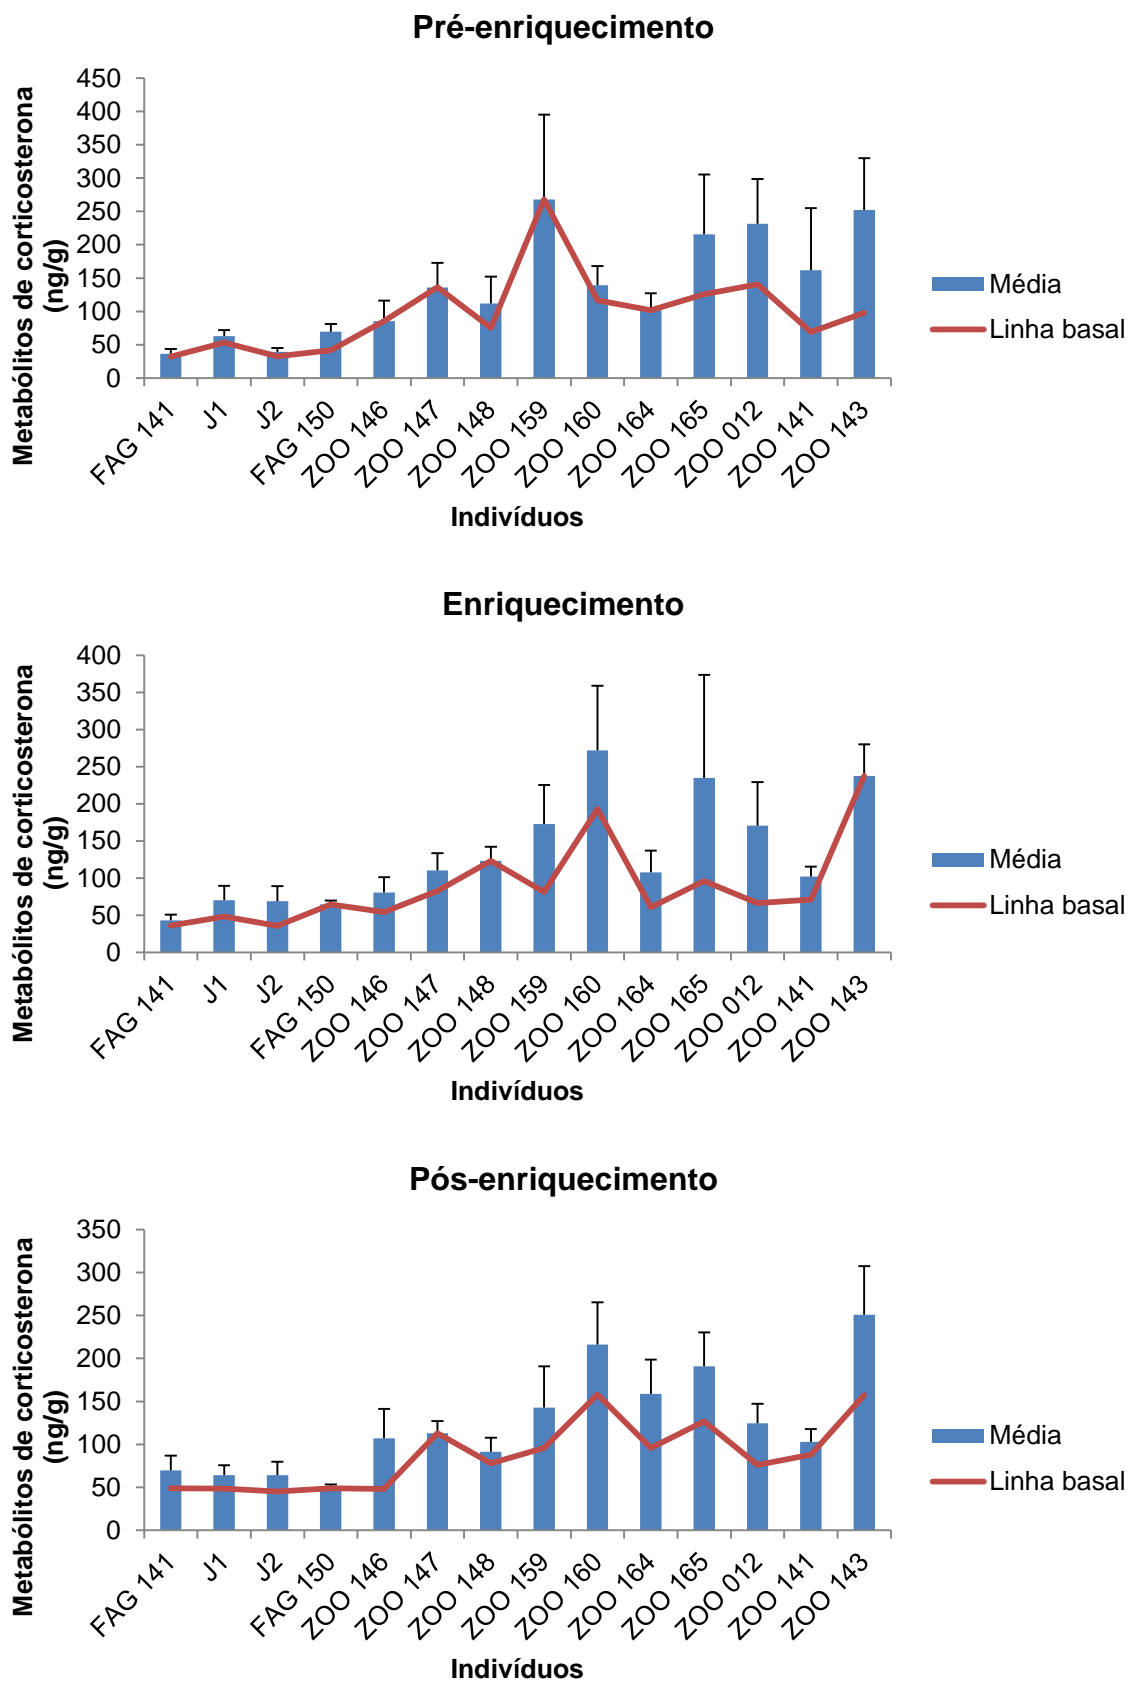 Pré-enriquecimento
Metabólitos de corticosterona
(ng/g)
450
400
350
300
250
200
150
100
50
0
FAG 141
J1
J2
FAG 150
ZOO 146
ZOO 147
ZOO 148
ZOO 159
ZOO 160
ZOO 164
ZOO 165
ZOO 012
ZOO 141
ZOO 143
Indivíduos
Média
Linha basal
Enriquecimento
Metabólitos de corticosterona
(ng/g)
400
350
300
250
200
150
100
50
0
FAG 141
J1
J2
FAG 150
ZOO 146
ZOO 147
ZOO 148
ZOO 159
ZOO 160
ZOO 164
ZOO 165
ZOO 012
ZOO 141
ZOO 143
Indivíduos
Média
Linha basal
Pós-enriquecimento
Metabólitos de corticosterona
(ng/g)
350
300
250
200
150
100
50
0
FAG 141
J1
J2
FAG 150
ZOO 146
ZOO 147
ZOO 148
ZOO 159
ZOO 160
ZOO 164
ZOO 165
ZOO 012
ZOO 141
ZOO 143
Indivíduos
Média
Linha basal